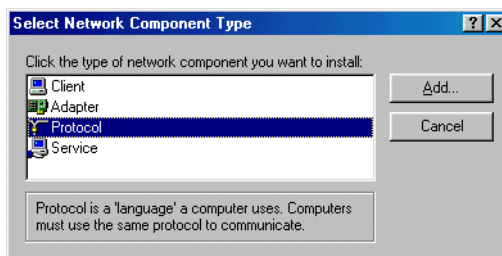 Select Network Component Type
Click the type of network component you want to install:
Client
Adapter
Protocol
Service
Add...
Cancel
Protocol is a 'language' a computer uses. Computers
must use the same protocol to communicate.